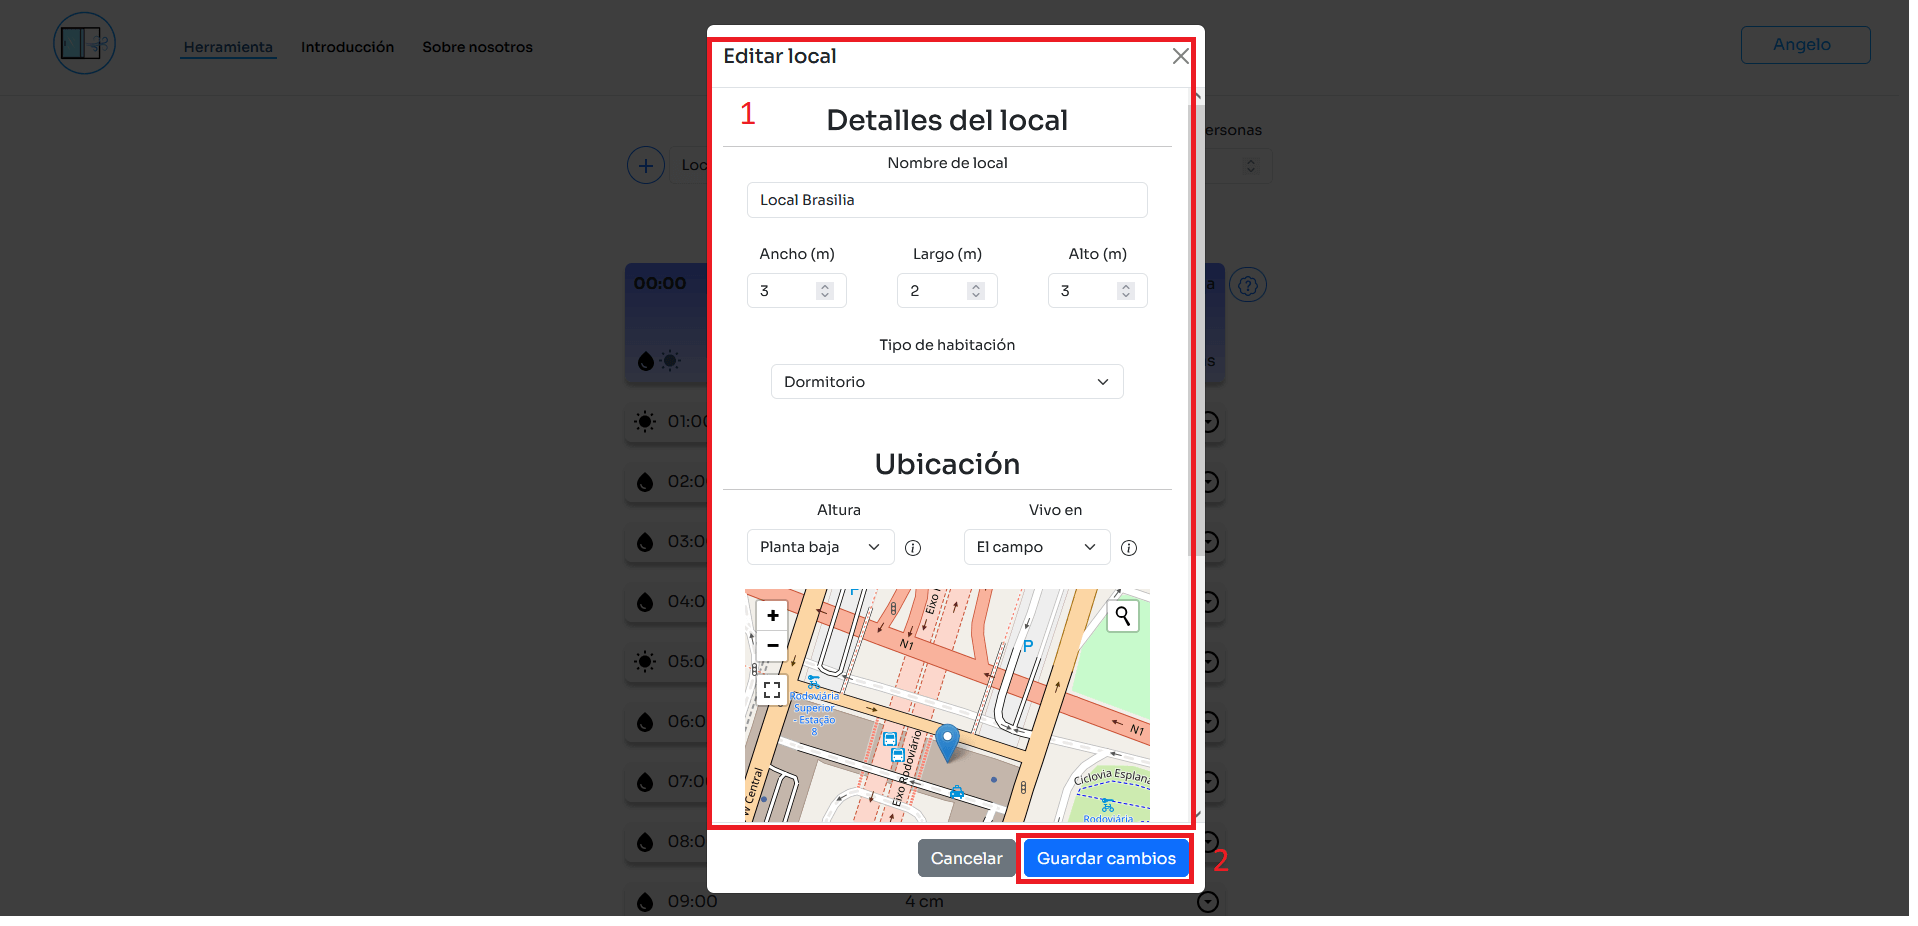 Herramienta
Introducción
Sobre nosotros
Angelo
Editar local
1
Detalles del local
ersonas
Nombre de local
Loc
Local Brasilia
Ancho (m)
Largo (m)
Alto (m)
00:00
a
3
2
3
Tipo de habitación
s
Dormitorio
01:00
Ubicación
02:0
Altura
Vivo en
03:0
Planta baja
El campo
04:0
+
−
P
Eixo
N1
P
05:0
Rodoviária
Superior
- Estação
8
06:0
N1
Eixo Rodoviário
07:0
W Central
Ciclovia Esplana
Rodoviária
08:0
Cancelar
Guardar cambios
2
09:00
4 cm